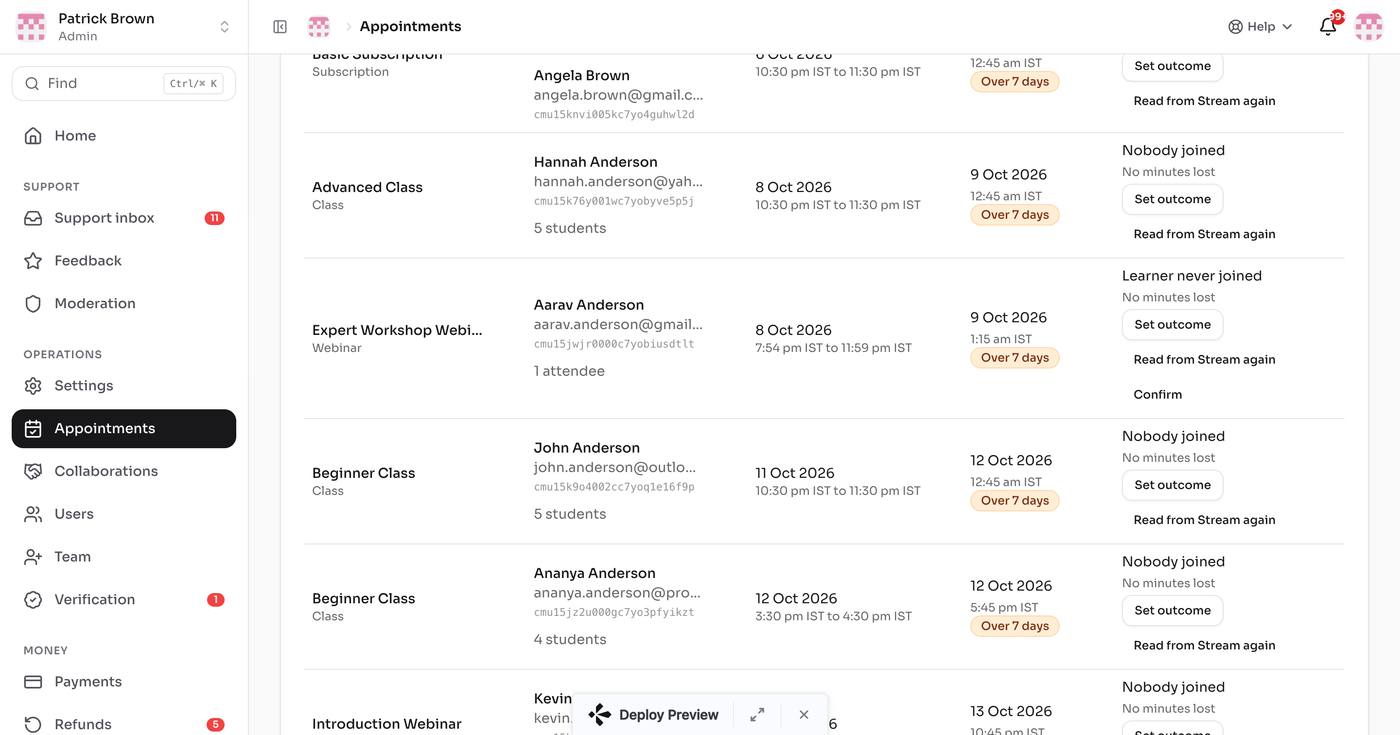 Patrick Brown
Admin
Appointments
Help
99+
Find
Ctrl/⌘ K
Home
SUPPORT
Support inbox
11
Feedback
Moderation
OPERATIONS
Settings
Appointments
Collaborations
Users
Team
Verification
1
MONEY
Payments
Refunds
5
Basic Subscription
Subscription
Angela Brown
angela.brown@gmail.c...
cmu15knvi005kc7yo4guhwl2d
6 Oct 2026
10:30 pm IST to 11:30 pm IST
12:45 am IST
Over 7 days
Set outcome
Read from Stream again
Advanced Class
Class
Hannah Anderson
hannah.anderson@yah...
cmu15k76y001wc7yobyve5p5j
5 students
8 Oct 2026
10:30 pm IST to 11:30 pm IST
9 Oct 2026
12:45 am IST
Over 7 days
Nobody joined
No minutes lost
Set outcome
Read from Stream again
Expert Workshop Webi...
Webinar
Aarav Anderson
aarav.anderson@gmail...
cmu15jwjr0000c7yobiusdtlt
1 attendee
8 Oct 2026
7:54 pm IST to 11:59 pm IST
9 Oct 2026
1:15 am IST
Over 7 days
Learner never joined
No minutes lost
Set outcome
Read from Stream again
Confirm
Beginner Class
Class
John Anderson
john.anderson@outlo...
cmu15k9o4002cc7yoq1e16f9p
5 students
11 Oct 2026
10:30 pm IST to 11:30 pm IST
12 Oct 2026
12:45 am IST
Over 7 days
Nobody joined
No minutes lost
Set outcome
Read from Stream again
Beginner Class
Class
Ananya Anderson
ananya.anderson@pro...
cmu15jz2u000gc7yo3pfyikzt
4 students
12 Oct 2026
3:30 pm IST to 4:30 pm IST
12 Oct 2026
5:45 pm IST
Over 7 days
Nobody joined
No minutes lost
Set outcome
Read from Stream again
Introduction Webinar
Kevin
kevin.
6
13 Oct 2026
10:45 pm IST
Nobody joined
No minutes lost
Set outcome
Deploy Preview